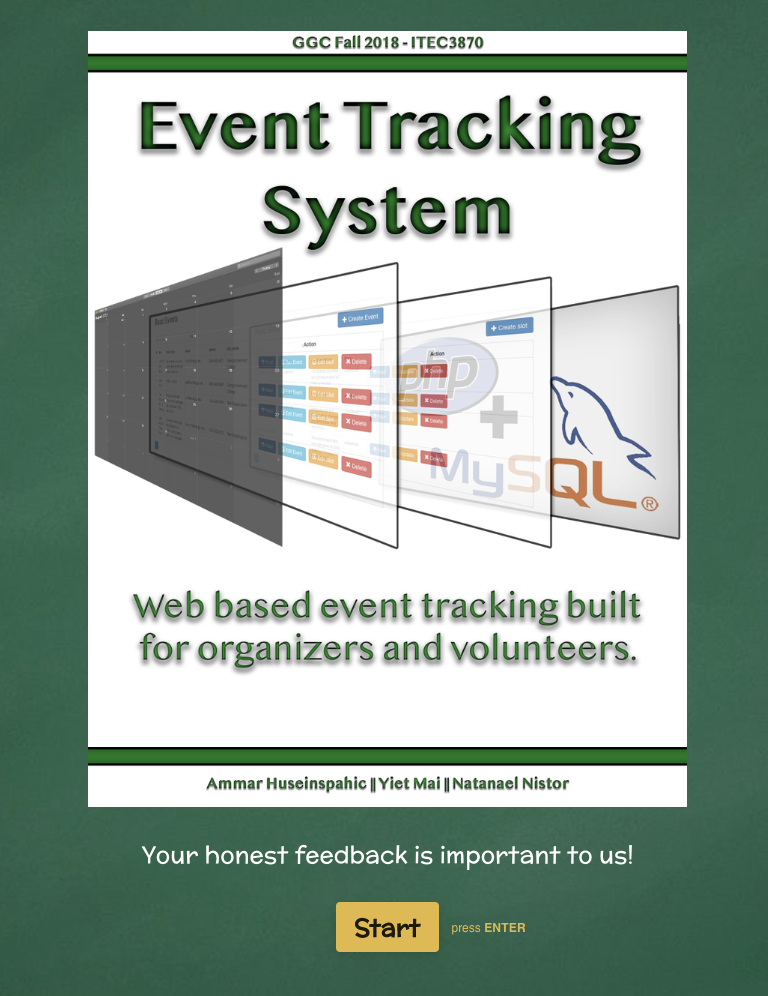 GGC Fall 2018 - ITEC3870
Event Tracking
System
Create Event
Create slot
Action
Action
Delete
Delete
Delete
Delete
Delete
Delete
Delete
Delete
php
MySQL®
Web based event tracking built
for organizers and volunteers.
Ammar Huseinspahic || Yiet Mai || Natanael Nistor
Your honest feedback is important to us!
Start press ENTER